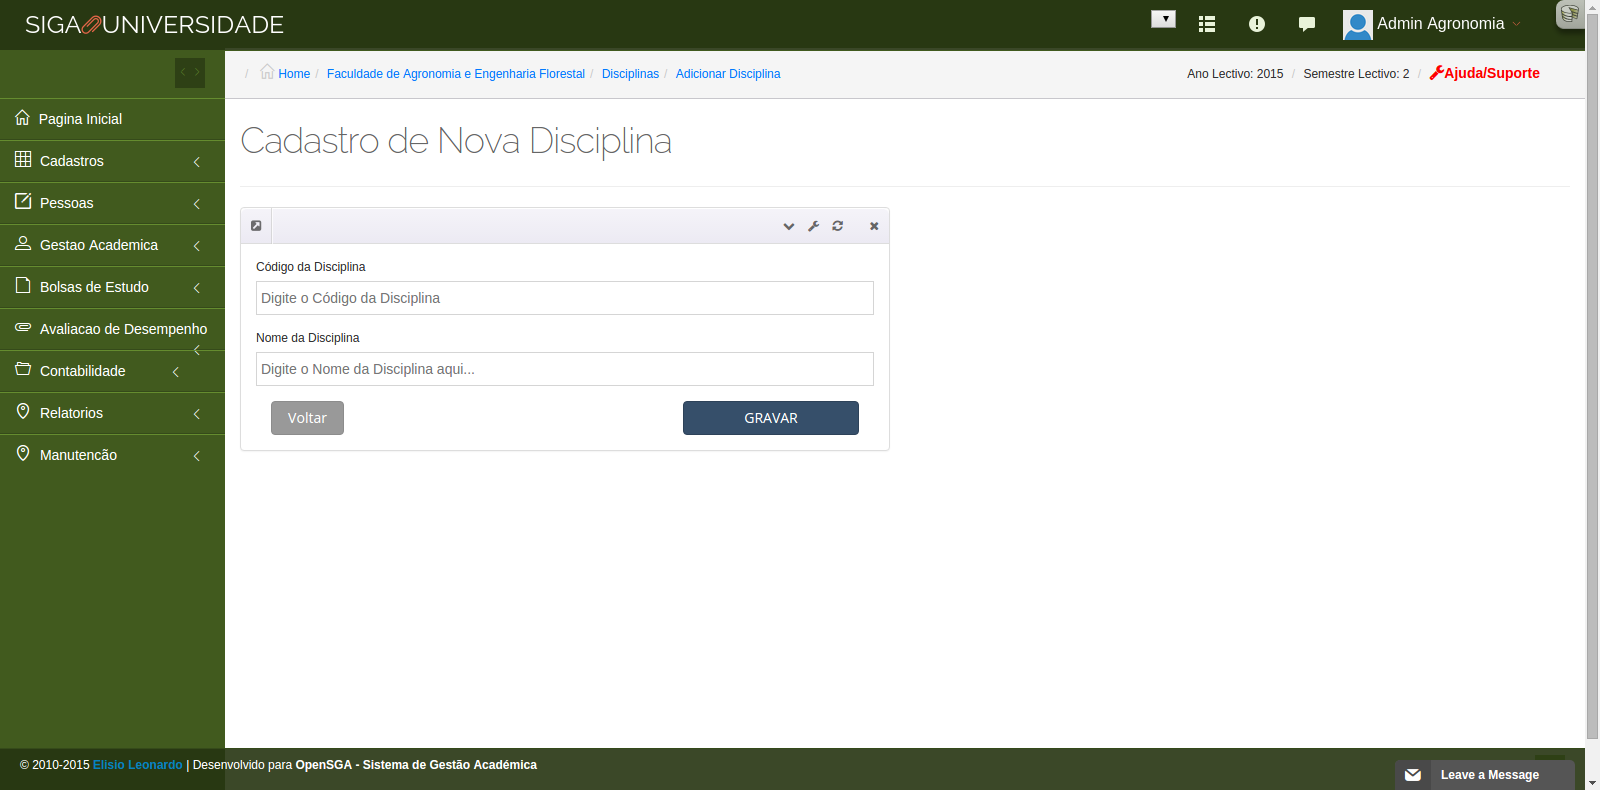 SIGA UNIVERSIDADE
Admin Agronomia
/ Home / Faculdade de Agronomia e Engenharia Florestal / Disciplinas / Adicionar Disciplina
Ano Lectivo: 2015 / Semestre Lectivo: 2 / Ajuda/Suporte
Pagina Inicial
Cadastros
Pessoas
Gestao Academica
Bolsas de Estudo
Avaliacao de Desempenho
Contabilidade
Relatorios
Manutencão
Cadastro de Nova Disciplina
Código da Disciplina
Digite o Código da Disciplina
Nome da Disciplina
Digite o Nome da Disciplina aqui...
Voltar
GRAVAR
© 2010-2015 Elisio Leonardo | Desenvolvido para OpenSGA - Sistema de Gestão Académica
Leave a Message